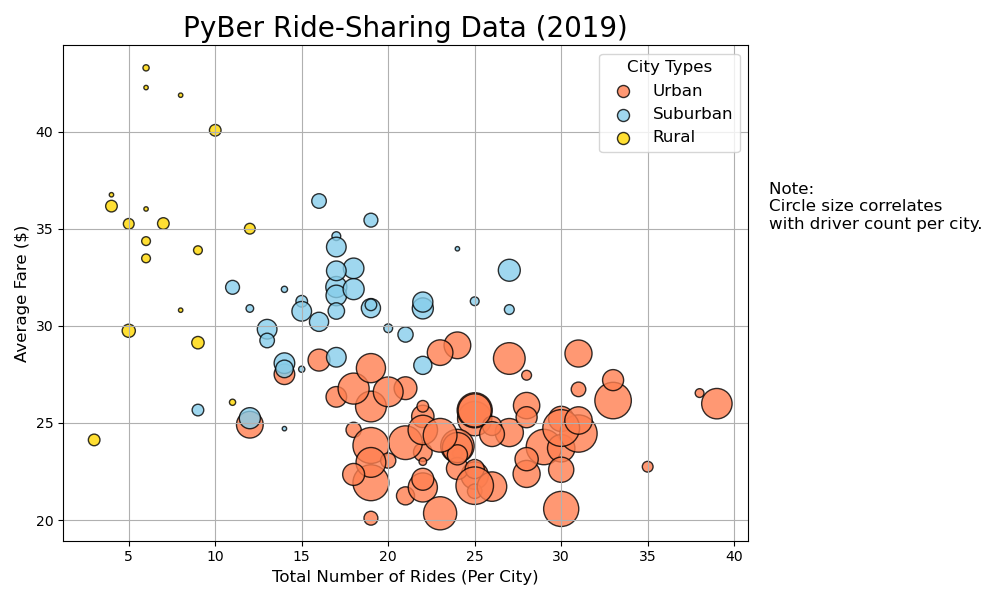 PyBer Ride-Sharing Data (2019)
City Types
Urban
Suburban
Rural
Note:
Circle size correlates
with driver count per city.
Average Fare ($)
40
35
30
25
20
5 10 15 20 25 30 35 40
Total Number of Rides (Per City)